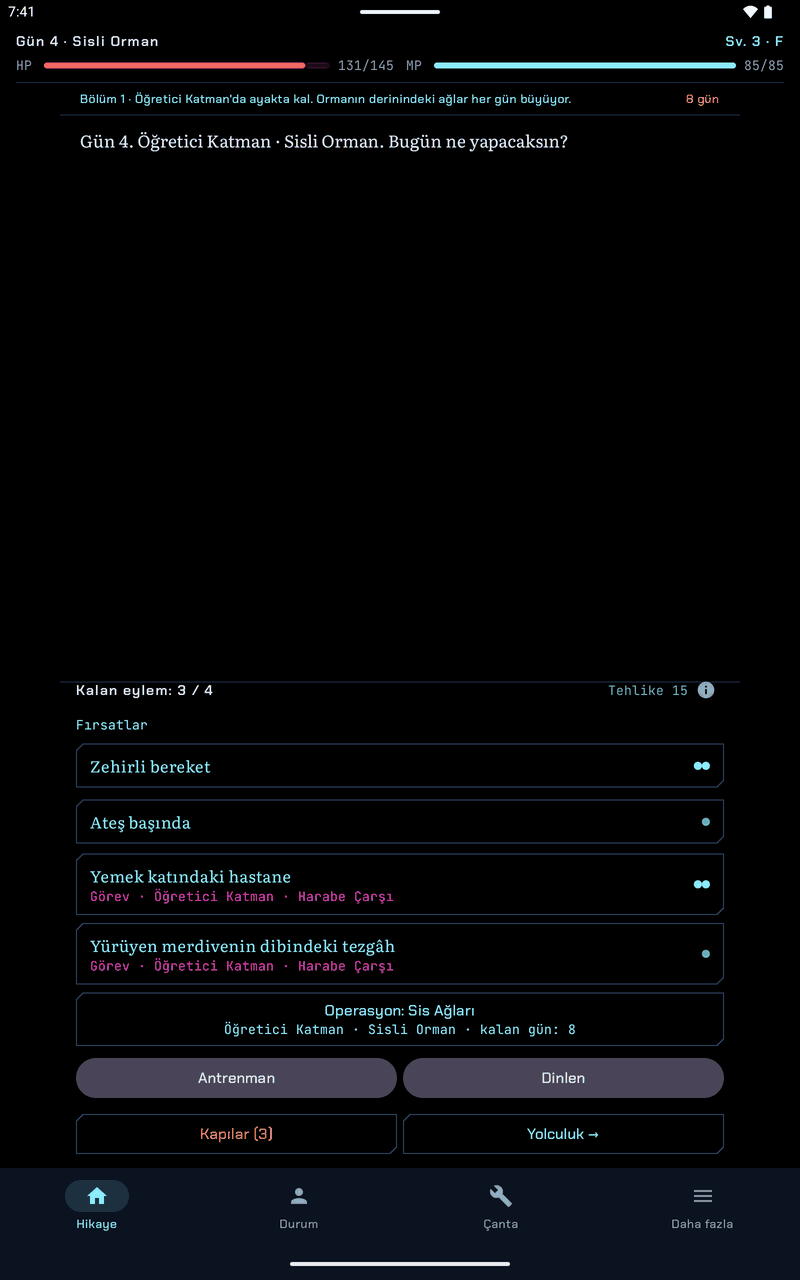 7:41
Gün 4 · Sisli Orman
Sv. 3 · F
HP 131/145 MP 85/85
Bölüm 1 · Öğretici Katman'da ayakta kal. Ormanın derinindeki ağlar her gün büyüyor. 8 gün
Gün 4. Öğretici Katman · Sisli Orman. Bugün ne yapacaksın?
Kalan eylem: 3 / 4
Tehlike 15
Fırsatlar
Zehirli bereket
Ateş başında
Yemek katındaki hastane
Görev · Öğretici Katman · Harabe Çarşı
Yürüyen merdivenin dibindeki tezgâh
Görev · Öğretici Katman · Harabe Çarşı
Operasyon: Sis Ağları
Öğretici Katman · Sisli Orman · kalan gün: 8
Antrenman
Dinlen
Kapılar (3)
Yolculuk →
Hikaye
Durum
Çanta
Daha fazla